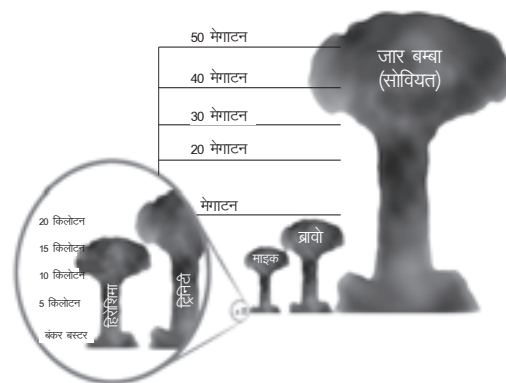 50 मेगाटन
40 मेगाटन
30 मेगाटन
20 मेगाटन
मेगाटन
जार बम्बा
(सोवियत)
ब्रावो
माइक
20 किलोटन
15 किलोटन
10 किलोटन
5 किलोटन
बंकर बस्टर
हिरोशिमा
ट्रिनिटी